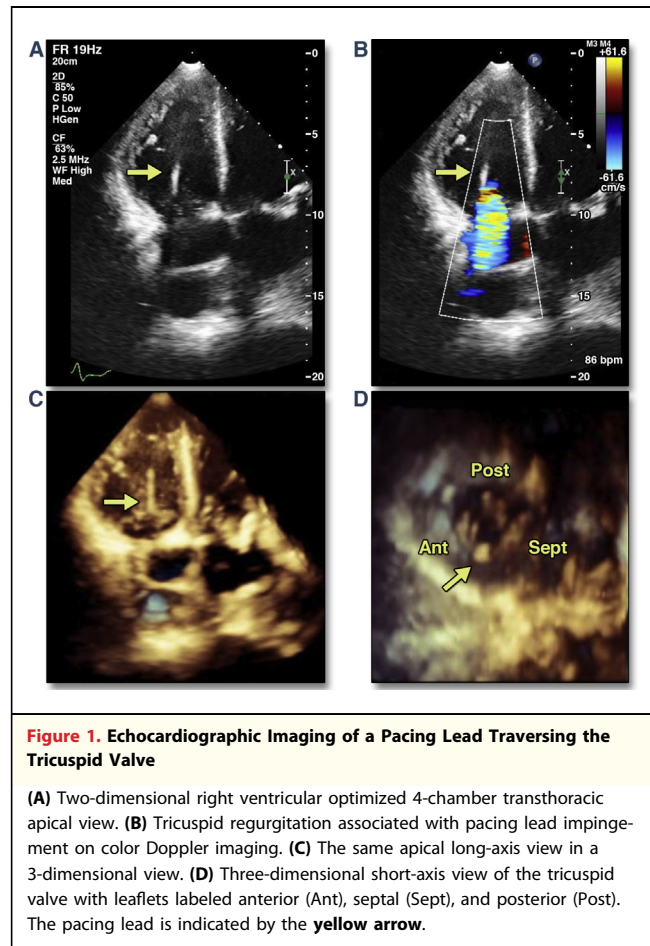 A
FR 19Hz
20cm
2D
85%
C 50
P Low
HGen
CF
63%
2.5 MHz
WF High
Med
0
5
X
10
15
20
B
P
M3 M4
+61.6
-61.6
cm/s
0
5
X
10
15
86 bpm
20
C
D
Post
Ant
Sept
Figure 1. Echocardiographic Imaging of a Pacing Lead Traversing the
Tricuspid Valve
(A) Two-dimensional right ventricular optimized 4-chamber transthoracic
apical view. (B) Tricuspid regurgitation associated with pacing lead impinge-
ment on color Doppler imaging. (C) The same apical long-axis view in a
3-dimensional view. (D) Three-dimensional short-axis view of the tricuspid
valve with leaflets labeled anterior (Ant), septal (Sept), and posterior (Post).
The pacing lead is indicated by the yellow arrow.